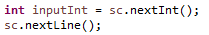 int inputInt = sc.nextInt();
sc.nextLine();